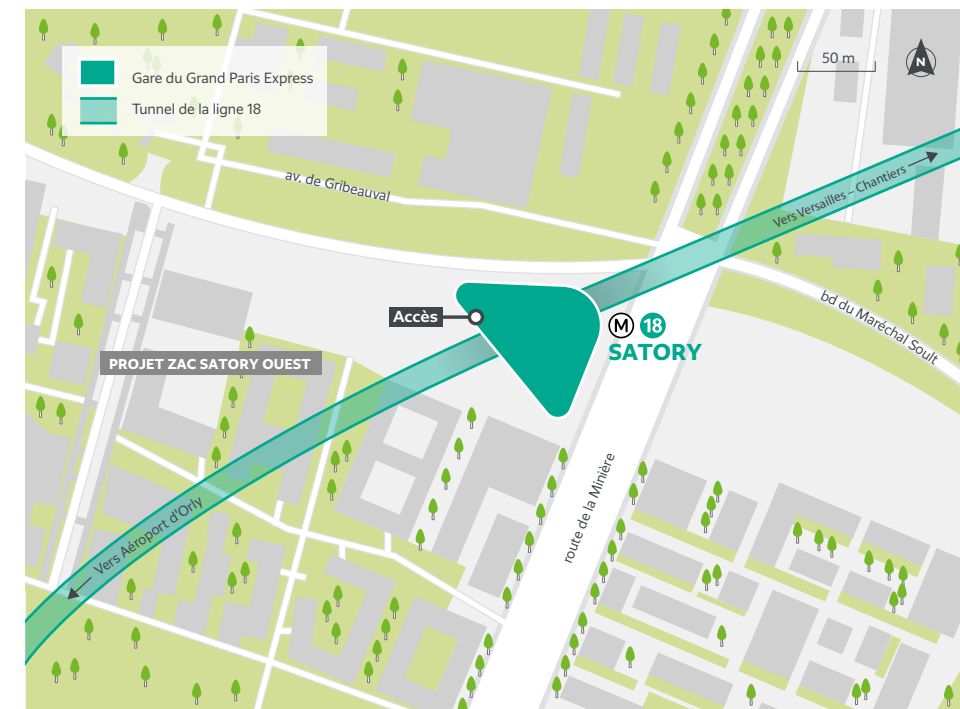 Gare du Grand Paris Express
Tunnel de la ligne 18
50 m
N
av. de Gribeauval
Vers Versailles – Chantiers
bd du Maréchal Soult
Accès
M 18
SATORY
PROJET ZAC SATORY OUEST
route de la Minière
Vers Aéroport d'Orly